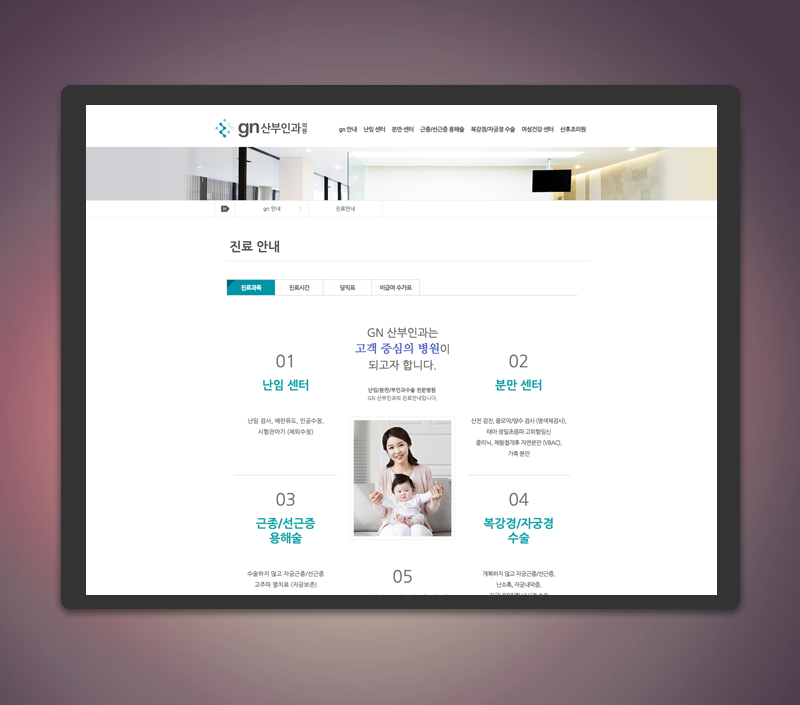 gn 산부인과의원
gn 안내 난임 센터 분만 센터 근종/선근증 용해술 복강경/자궁경 수술 여성건강 센터 산후조리원
gn 안내 > 진료안내
진료 안내
진료과목 진료시간 당직표 비급여 수가표
GN 산부인과는
고객 중심의 병원이
되고자 합니다.
난임/분만/부인과수술 전문병원
GN 산부인과의 진료안내입니다.
01
난임 센터
난임 검사, 배란유도, 인공수정,
시험관아기 (체외수정)
02
분만 센터
산전 검진, 융모막/양수 검사 (염색체검사),
태아 정밀초음파 고위험임신
클리닉, 제왕절개후 자연분만 (VBAC),
가족 분만
03
근종/선근증
용해술
수술하지 않고 자궁근종/선근증
고주파 열치료 (자궁보존)
04
복강경/자궁경
수술
개복하지 않고 자궁근종/선근증,
난소혹, 자궁내막증,
05